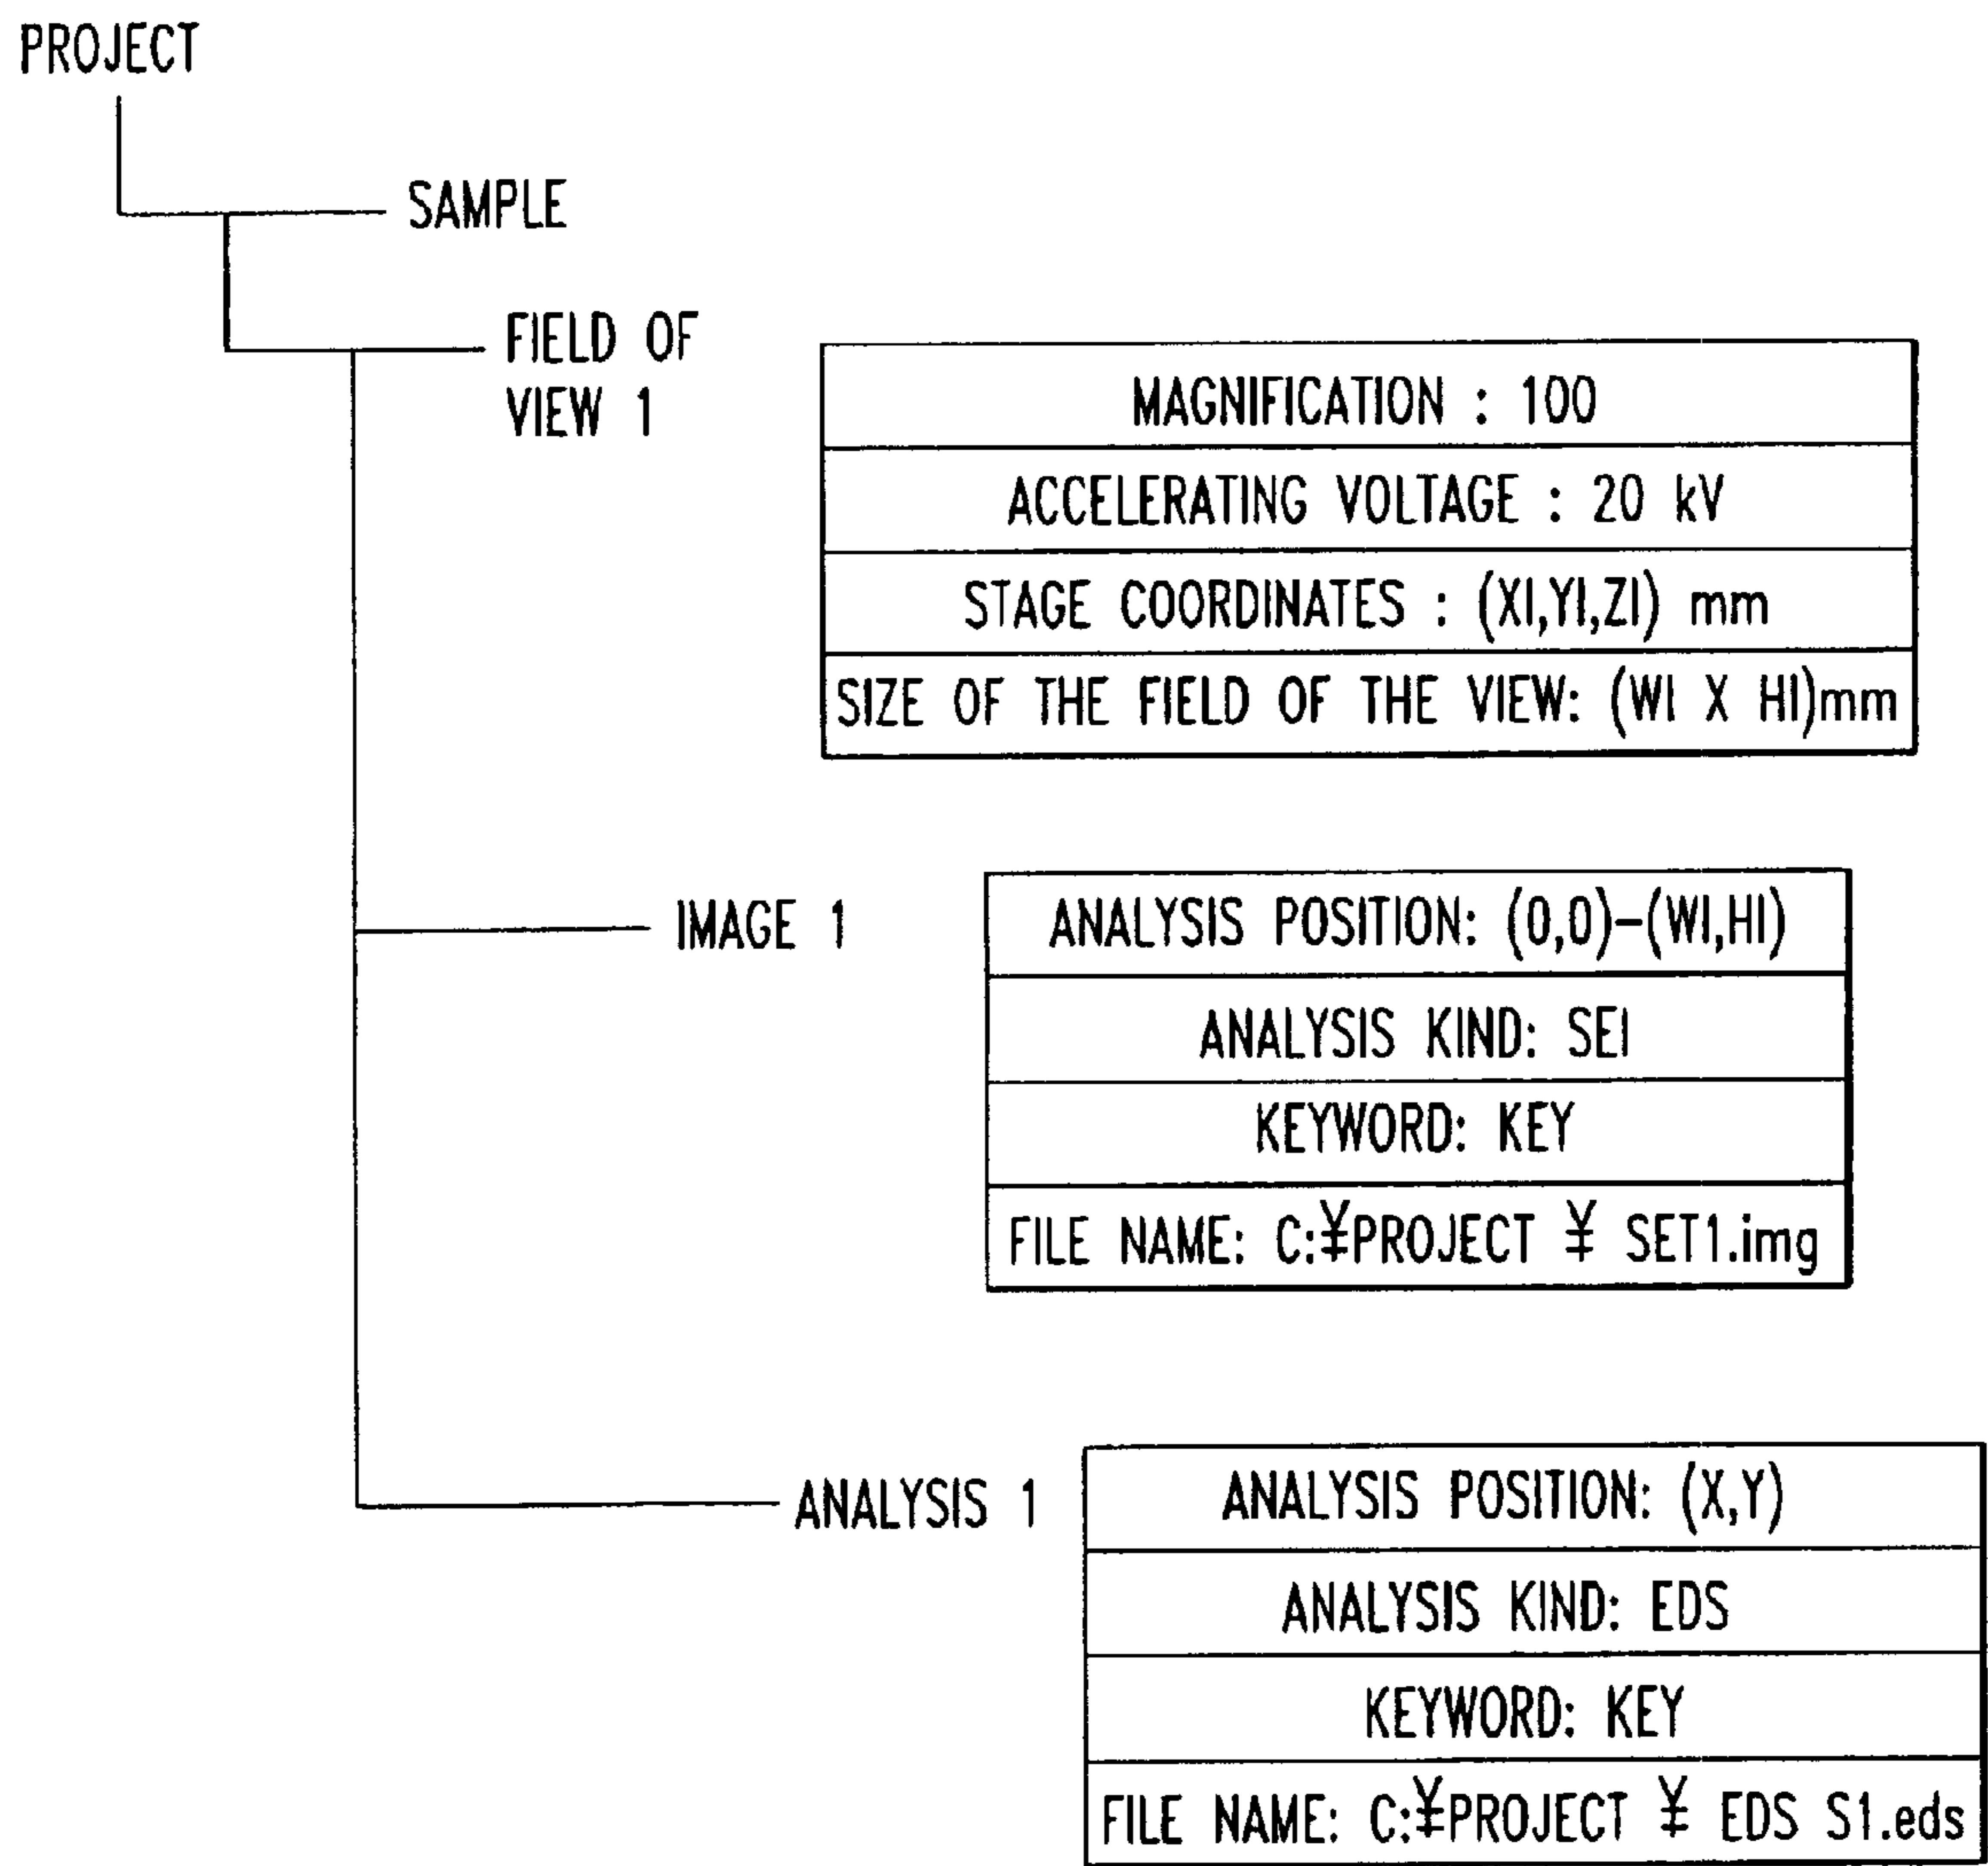 PROJECT
SAMPLE
FIELD OF
VIEW 1
MAGNIFICATION : 100
ACCELERATING VOLTAGE : 20 kV
STAGE COORDINATES : (XI,YI,ZI) mm
SIZE OF THE FIELD OF THE VIEW: (WI X HI)mm
IMAGE 1
ANALYSIS POSITION: (0,0)-(WI,HI)
ANALYSIS KIND: SEI
KEYWORD: KEY
FILE NAME: C:¥PROJECT ¥ SET1.img
ANALYSIS 1
ANALYSIS POSITION: (X,Y)
ANALYSIS KIND: EDS
KEYWORD: KEY
FILE NAME: C:¥PROJECT ¥ EDS S1.eds